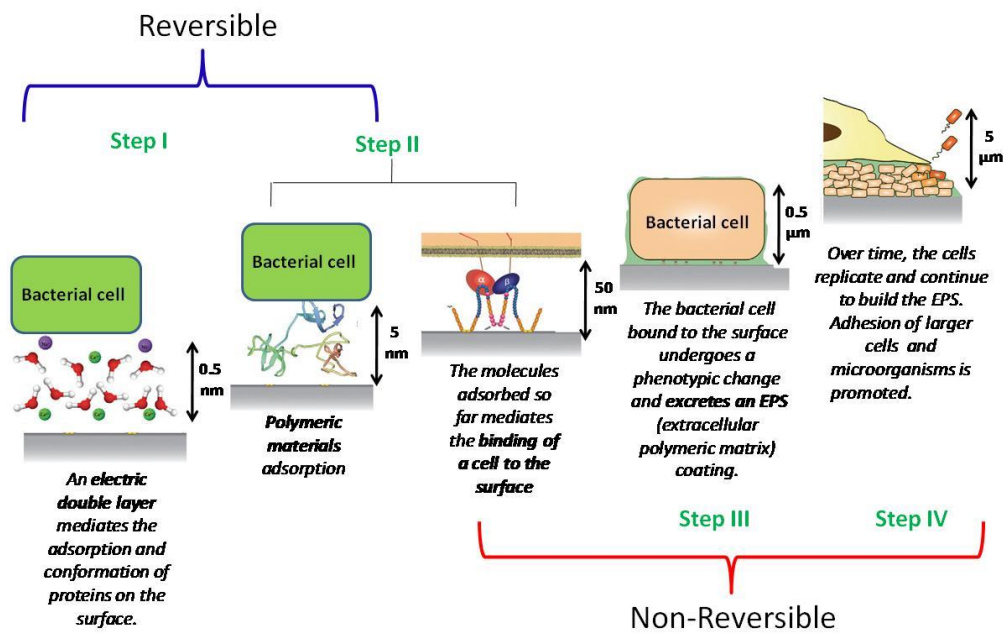 Reversible
Step I
Step II
Bacterial cell
0.5
nm
An electric
double layer
mediates the
adsorption and
conformation of
proteins on the
surface.
Bacterial cell
5
nm
Polymeric
materials
adsorption
α
β
50
nm
The molecules
adsorbed so
far mediates
the binding of
a cell to the
surface
Bacterial cell
0.5
µm
The bacterial cell
bound to the surface
undergoes a
phenotypic change
and excretes an EPS
(extracellular
polymeric matrix)
coating.
Step III
5
µm
Over time, the cells
replicate and continue
to build the EPS.
Adhesion of larger
cells and
microorganisms is
promoted.
Step IV
Non-Reversible